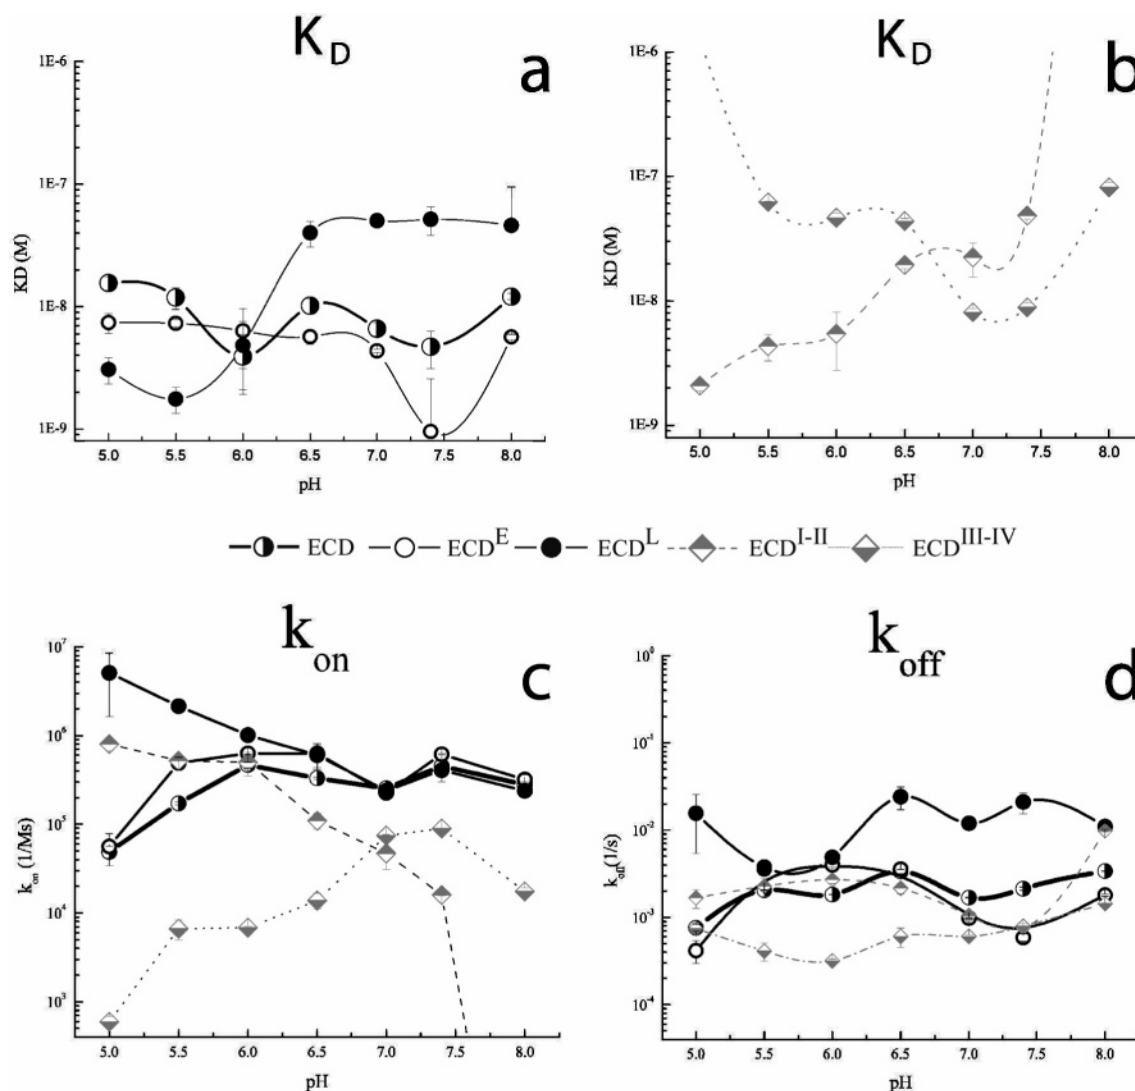 K_D
a
1E-6
1E-7
1E-8
1E-9
KD (M)
5.0 5.5 6.0 6.5 7.0 7.5 8.0
pH
K_D
b
1E-6
1E-7
1E-8
1E-9
KD (M)
5.0 5.5 6.0 6.5 7.0 7.5 8.0
pH
ECD ECD^E ECD^L ECD^I-II ECD^III-IV
k_on
c
10^7
10^6
10^5
10^4
10^3
k_on (1/Ms)
5.0 5.5 6.0 6.5 7.0 7.5 8.0
pH
k_off
d
10^0
10^-1
10^-2
10^-3
10^-4
k_off(1/s)
5.0 5.5 6.0 6.5 7.0 7.5 8.0
pH